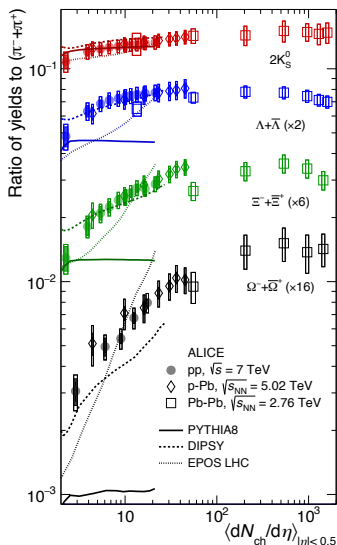 Ratio of yields to (π⁻+π⁺)
10⁻¹
10⁻²
10⁻³
2K⁰S
Λ+Λ̅ (×2)
Ξ⁻+Ξ̅⁺ (×6)
Ω⁻+Ω̅⁺ (×16)
ALICE
pp, √s = 7 TeV
p-Pb, √sNN = 5.02 TeV
Pb-Pb, √sNN = 2.76 TeV
PYTHIA8
DIPSY
EPOS LHC
10 10² 10³
⟨dNch/dη⟩|η|< 0.5